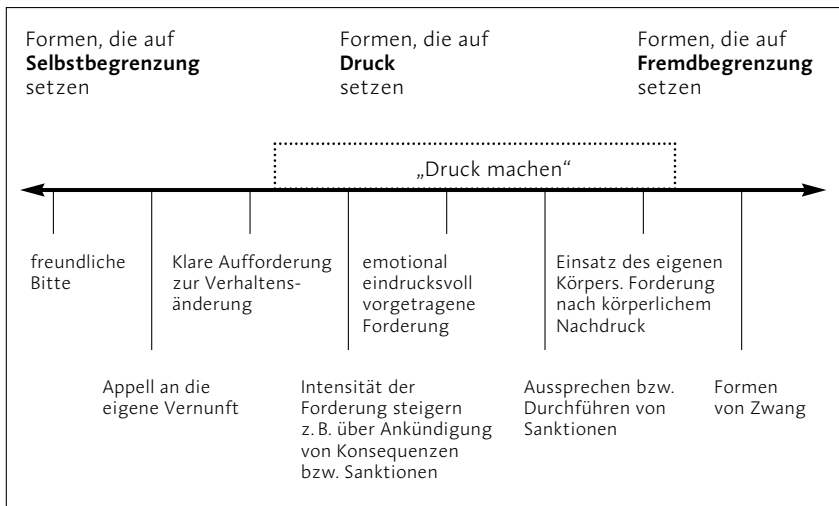 Formen, die auf
Selbstbegrenzung
setzen
Formen, die auf
Druck
setzen
Formen, die auf
Fremdbegrenzung
setzen
„Druck machen“
freundliche
Bitte
Klare Aufforderung
zur Verhaltens-
änderung
emotional
eindrucksvoll
vorgetragene
Forderung
Einsatz des eigenen
Körpers. Forderung
nach körperlichem
Nachdruck
Appell an die
eigene Vernunft
Intensität der
Forderung steigern
z. B. über Ankündigung
von Konsequenzen
bzw. Sanktionen
Aussprechen bzw.
Durchführen von
Sanktionen
Formen
von Zwang